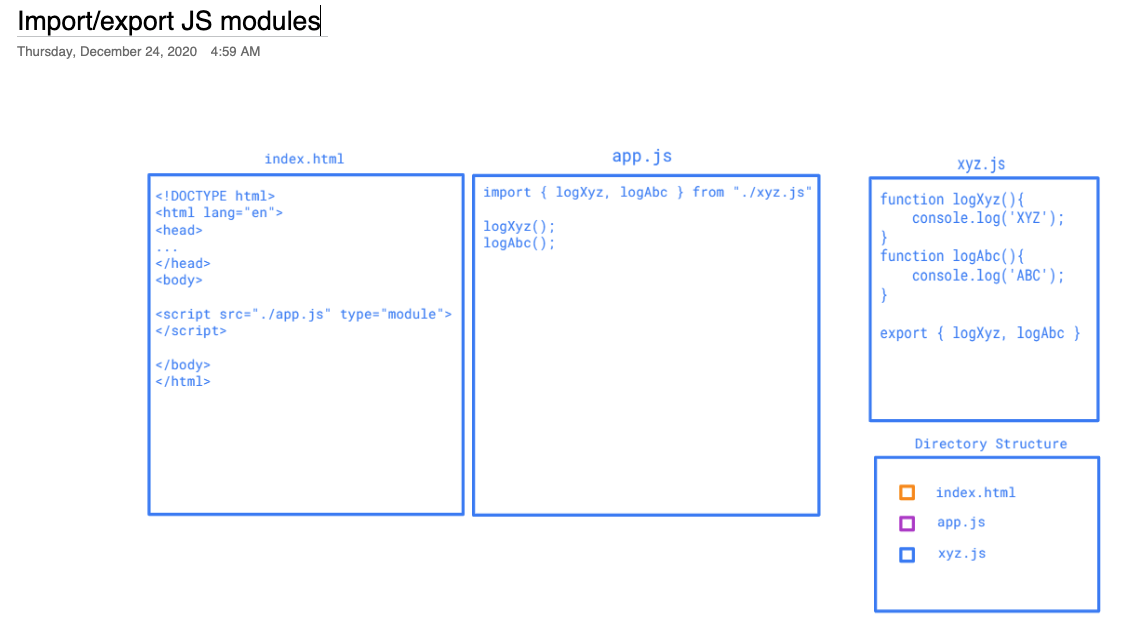 Import/export JS modules
Thursday, December 24, 2020 4:59 AM
index.html
<!DOCTYPE html>
<html lang="en">
<head>
...
</head>
<body>
<script src="./app.js" type="module">
</script>
</body>
</html>
app.js
import { logXyz, logAbc } from "./xyz.js"
logXyz();
logAbc();
xyz.js
function logXyz(){
console.log('XYZ');
}
function logAbc(){
console.log('ABC');
}
export { logXyz, logAbc }
Directory Structure
index.html
app.js
xyz.js